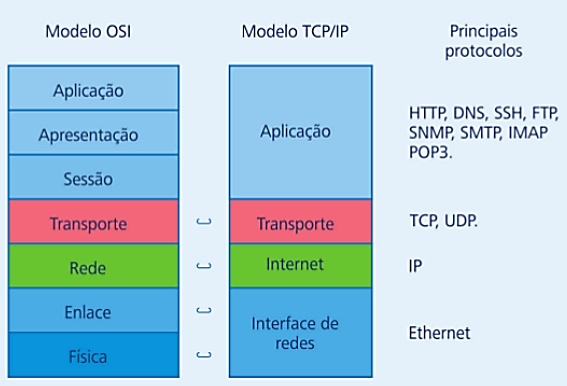 Modelo OSI
Modelo TCP/IP
Principais
protocolos
Aplicação
Apresentação
Sessão
Transporte
Rede
Enlace
Física
Aplicação
Transporte
Internet
Interface de
redes
HTTP, DNS, SSH, FTP,
SNMP, SMTP, IMAP
POP3.
TCP, UDP.
IP
Ethernet